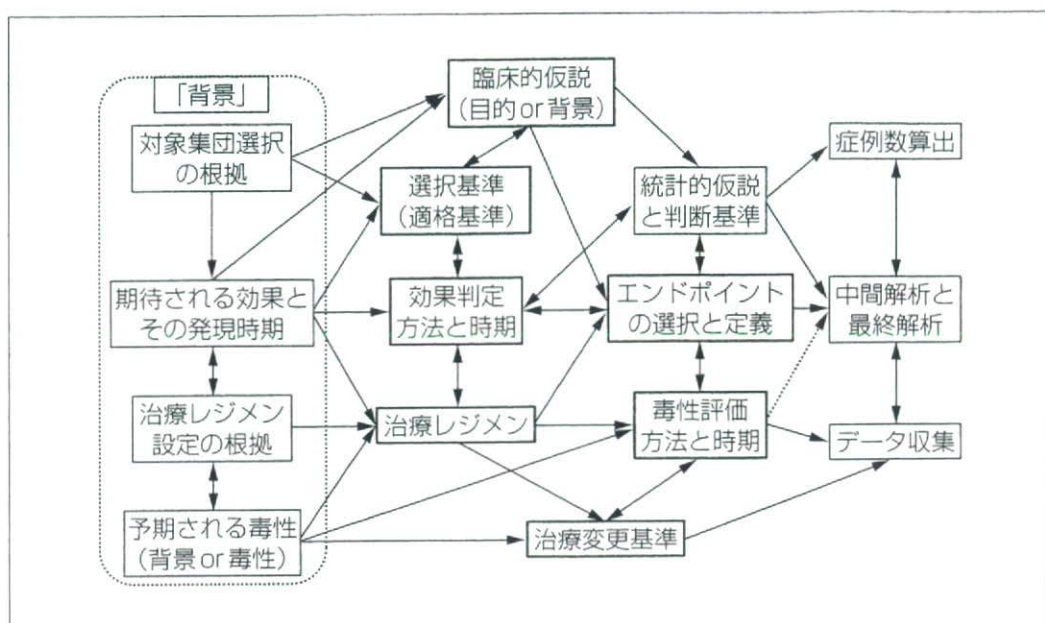 「背景」
対象集団選択
の根拠
期待される効果と
その発現時期
治療レジメン
設定の根拠
予期される毒性
(背景or毒性)
臨床的仮説
(目的or背景)
選択基準
(適格基準)
効果判定
方法と時期
治療レジメン
統計的仮説
と判断基準
エンドポイント
の選択と定義
毒性評価
方法と時期
治療変更基準
症例数算出
中間解析と
最終解析
データ収集